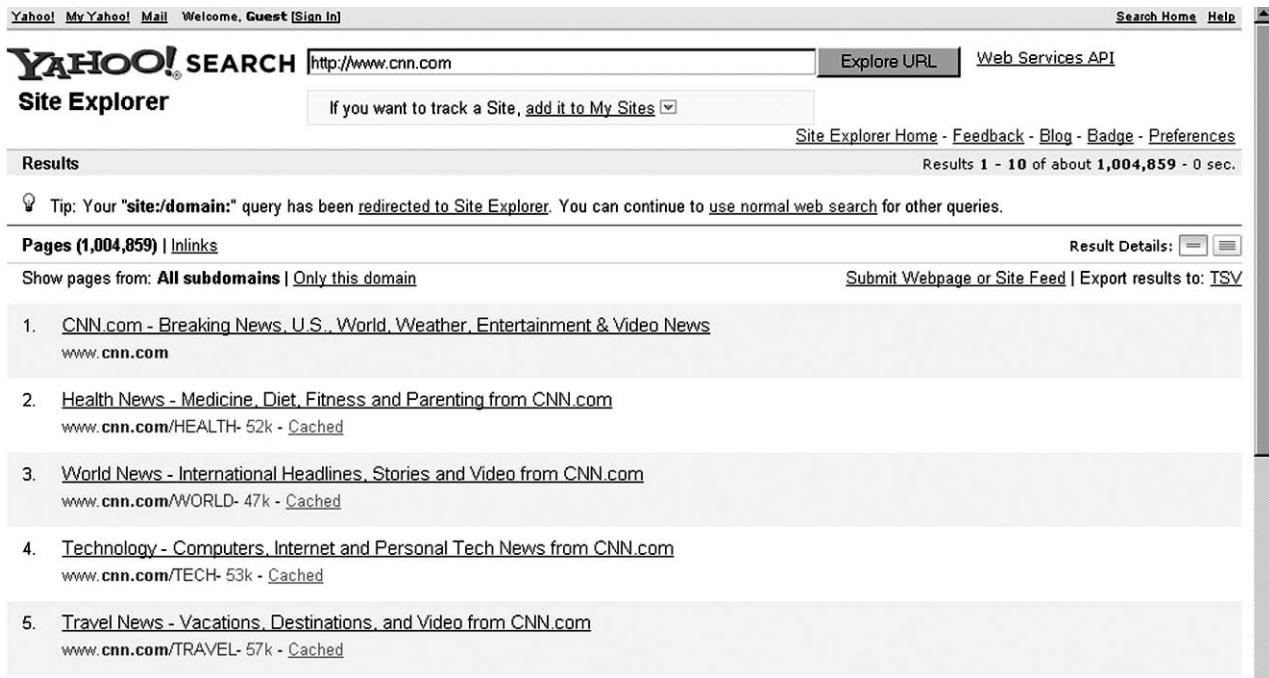 Yahoo! My Yahoo! Mail Welcome, Guest [Sign In] Search Home Help
YAHOO! SEARCH http://www.cnn.com Explore URL Web Services API
Site Explorer
If you want to track a Site, add it to My Sites
Site Explorer Home - Feedback - Blog - Badge - Preferences
Results Results 1 - 10 of about 1,004,859 - 0 sec.
Tip: Your "site:/domain:" query has been redirected to Site Explorer. You can continue to use normal web search for other queries.
Pages (1,004,859) | Inlinks Result Details:
Show pages from: All subdomains | Only this domain Submit Webpage or Site Feed | Export results to: TSV
1. CNN.com - Breaking News, U.S., World, Weather, Entertainment & Video News
www.cnn.com
2. Health News - Medicine, Diet, Fitness and Parenting from CNN.com
www.cnn.com/HEALTH- 52k - Cached
3. World News - International Headlines, Stories and Video from CNN.com
www.cnn.com/WORLD- 47k - Cached
4. Technology - Computers, Internet and Personal Tech News from CNN.com
www.cnn.com/TECH- 53k - Cached
5. Travel News - Vacations, Destinations, and Video from CNN.com
www.cnn.com/TRAVEL- 57k - Cached